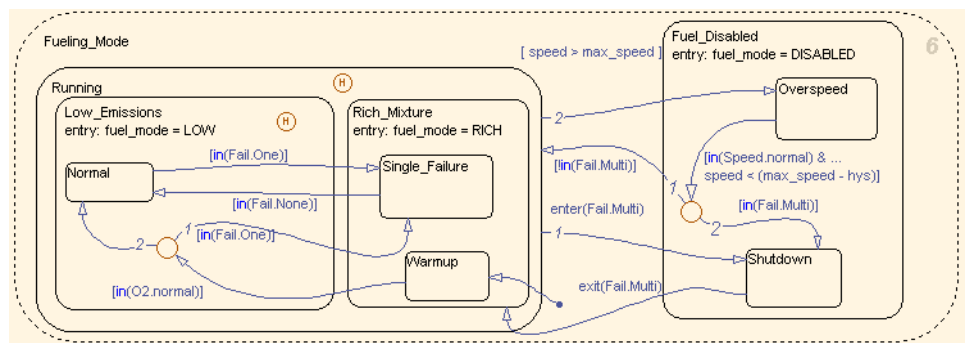 Fueling_Mode
6
[ speed > max_speed ]
Fuel_Disabled
entry: fuel_mode = DISABLED
Running
H
Overspeed
2
Low_Emissions
entry: fuel_mode = LOW
H
Rich_Mixture
entry: fuel_mode = RICH
Normal
[in(Fail.One)]
Single_Failure
[!in(Fail.Multi)]
[in(Speed.normal) & ...
speed < (max_speed - hys)]
[in(Fail.None)]
1
2
[in(Fail.Multi)]
enter(Fail.Multi)
1
2
1
[in(Fail.One)]
Warmup
Shutdown
[in(O2.normal)]
exit(Fail.Multi)